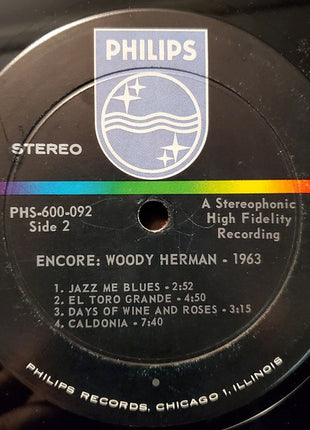 PHILIPS
STEREO
PHS-600-092
Side 2
A Stereophonic
High Fidelity
Recording
ENCORE: WOODY HERMAN - 1963
1. JAZZ ME BLUES - 2:52
2. EL TORO GRANDE - 4:50
3. DAYS OF WINE AND ROSES - 3:15
4. CALDONIA - 7:40
PHILIPS RECORDS, CHICAGO 1, ILLINOIS